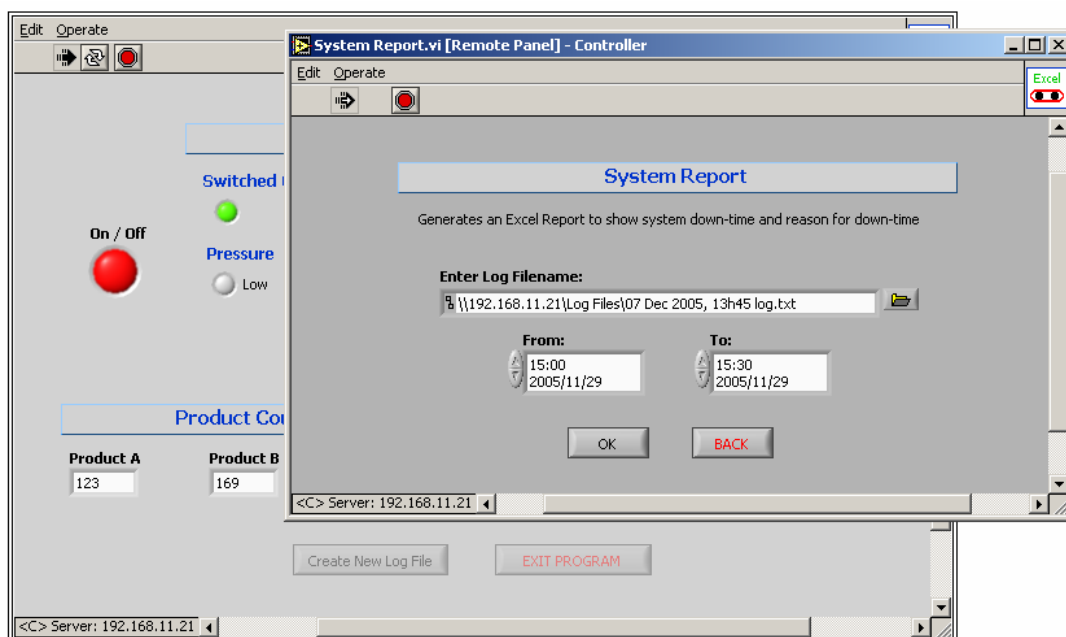 Edit Operate
System Report.vi [Remote Panel] - Controller
Edit Operate
Excel
System Report
Generates an Excel Report to show system down-time and reason for down-time
Enter Log Filename:
\\192.168.11.21\Log Files\07 Dec 2005, 13h45 log.txt
From: To:
15:00 15:30
2005/11/29 2005/11/29
OK BACK
<C> Server: 192.168.11.21
Switched
On / Off
Pressure
Low
Product
Product A Product B
123 169
Create New Log File EXIT PROGRAM
<C> Server: 192.168.11.21